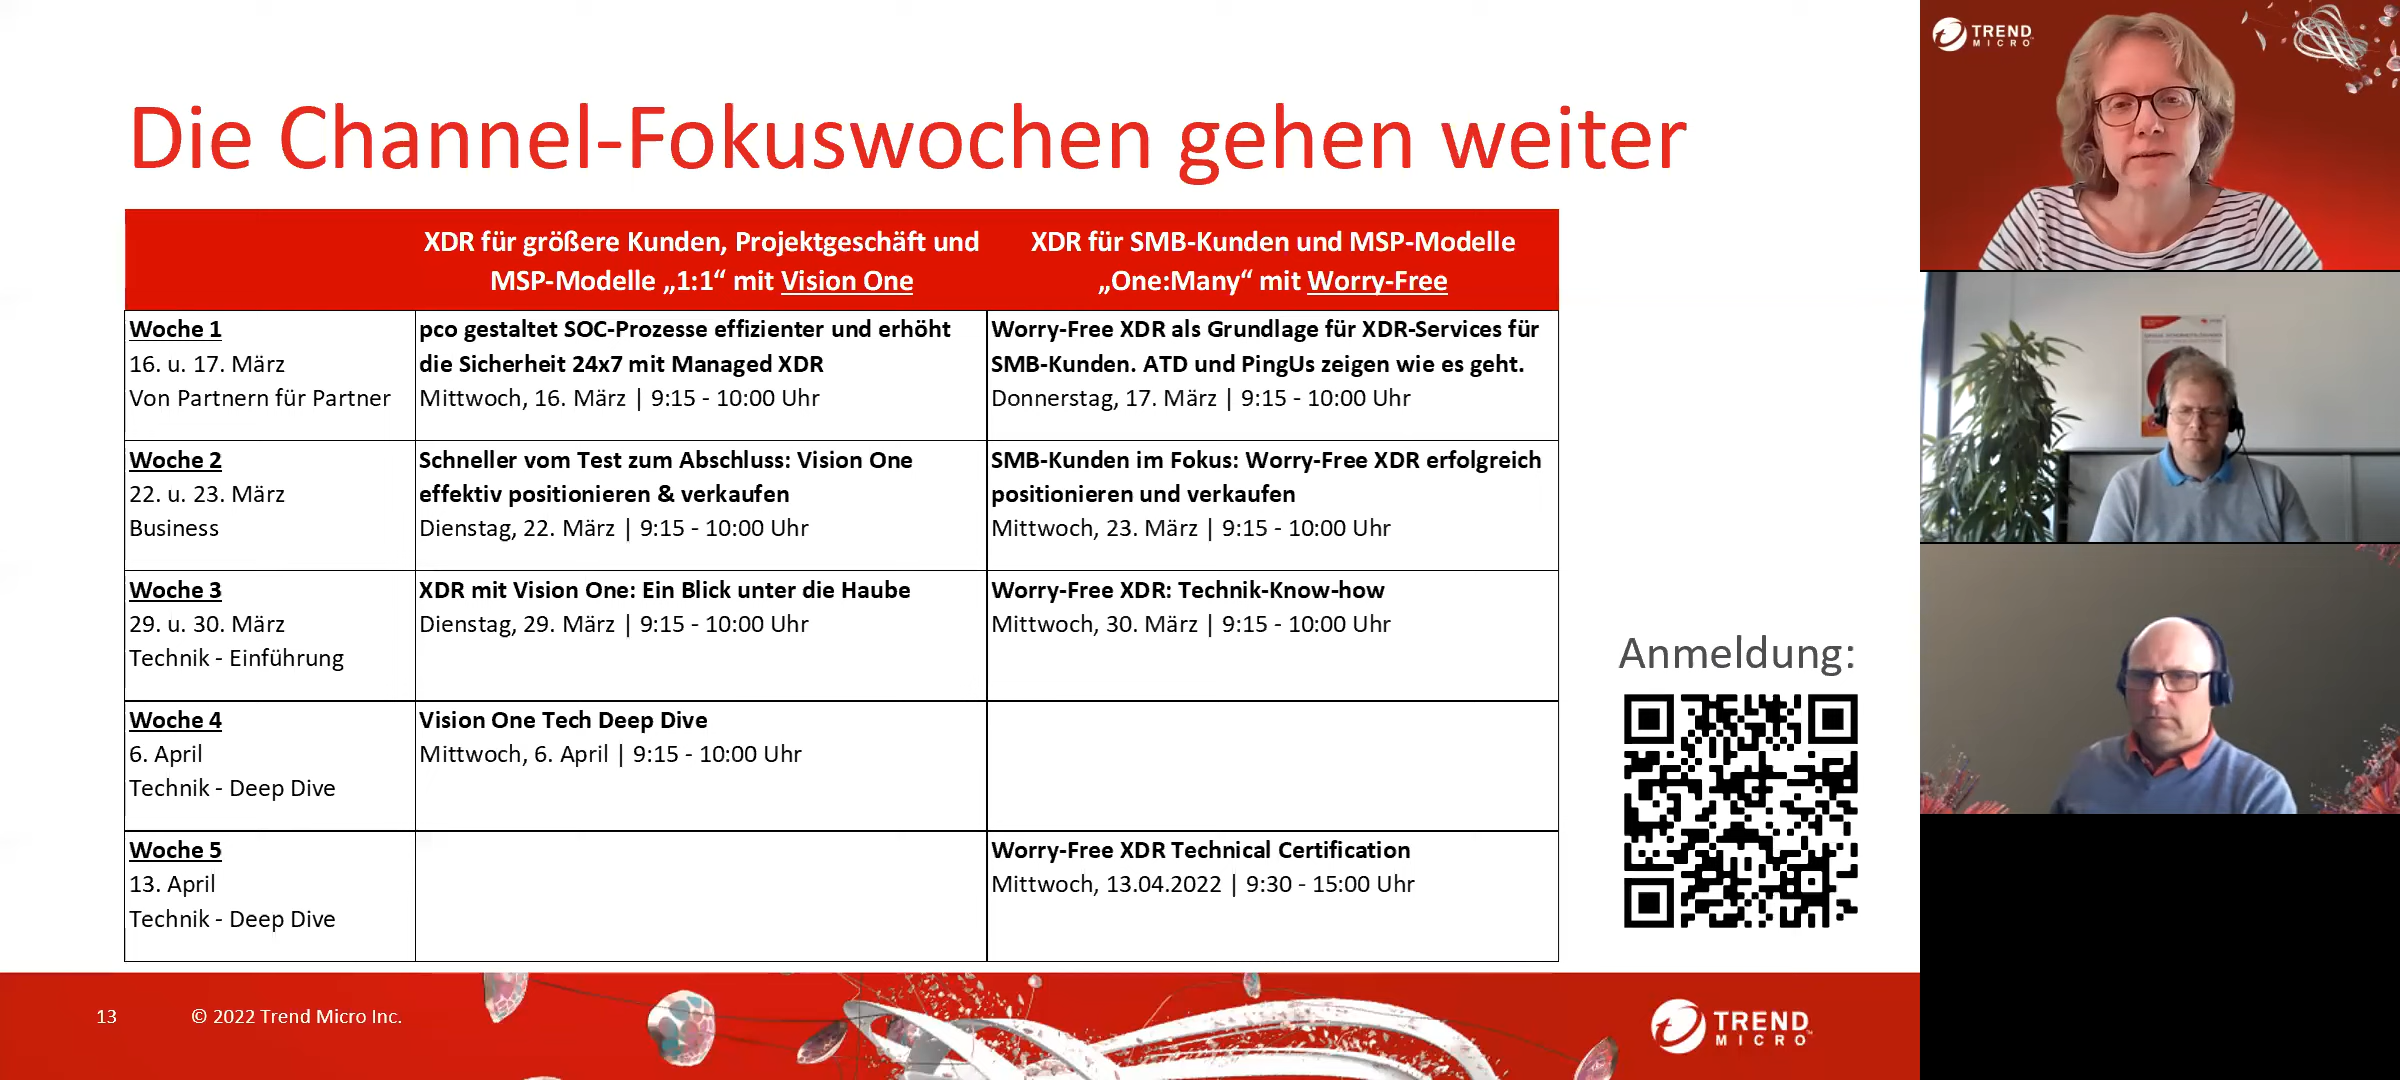 Die Channel-Fokuswochen gehen weiter
XDR für größere Kunden, Projektgeschäft und
MSP-Modelle „1:1“ mit Vision One
XDR für SMB-Kunden und MSP-Modelle
„One:Many“ mit Worry-Free
Woche 1
16. u. 17. März
Von Partnern für Partner
pco gestaltet SOC-Prozesse effizienter und erhöht
die Sicherheit 24x7 mit Managed XDR
Mittwoch, 16. März | 9:15 - 10:00 Uhr
Worry-Free XDR als Grundlage für XDR-Services für
SMB-Kunden. ATD und PingUs zeigen wie es geht.
Donnerstag, 17. März | 9:15 - 10:00 Uhr
Woche 2
22. u. 23. März
Business
Schneller vom Test zum Abschluss: Vision One
effektiv positionieren & verkaufen
Dienstag, 22. März | 9:15 - 10:00 Uhr
SMB-Kunden im Fokus: Worry-Free XDR erfolgreich
positionieren und verkaufen
Mittwoch, 23. März | 9:15 - 10:00 Uhr
Woche 3
29. u. 30. März
Technik - Einführung
XDR mit Vision One: Ein Blick unter die Haube
Dienstag, 29. März | 9:15 - 10:00 Uhr
Worry-Free XDR: Technik-Know-how
Mittwoch, 30. März | 9:15 - 10:00 Uhr
Woche 4
6. April
Technik - Deep Dive
Vision One Tech Deep Dive
Mittwoch, 6. April | 9:15 - 10:00 Uhr
Woche 5
13. April
Technik - Deep Dive
Worry-Free XDR Technical Certification
Mittwoch, 13.04.2022 | 9:30 - 15:00 Uhr
Anmeldung:
13
© 2022 Trend Micro Inc.
TREND
MICRO
TREND
MICRO